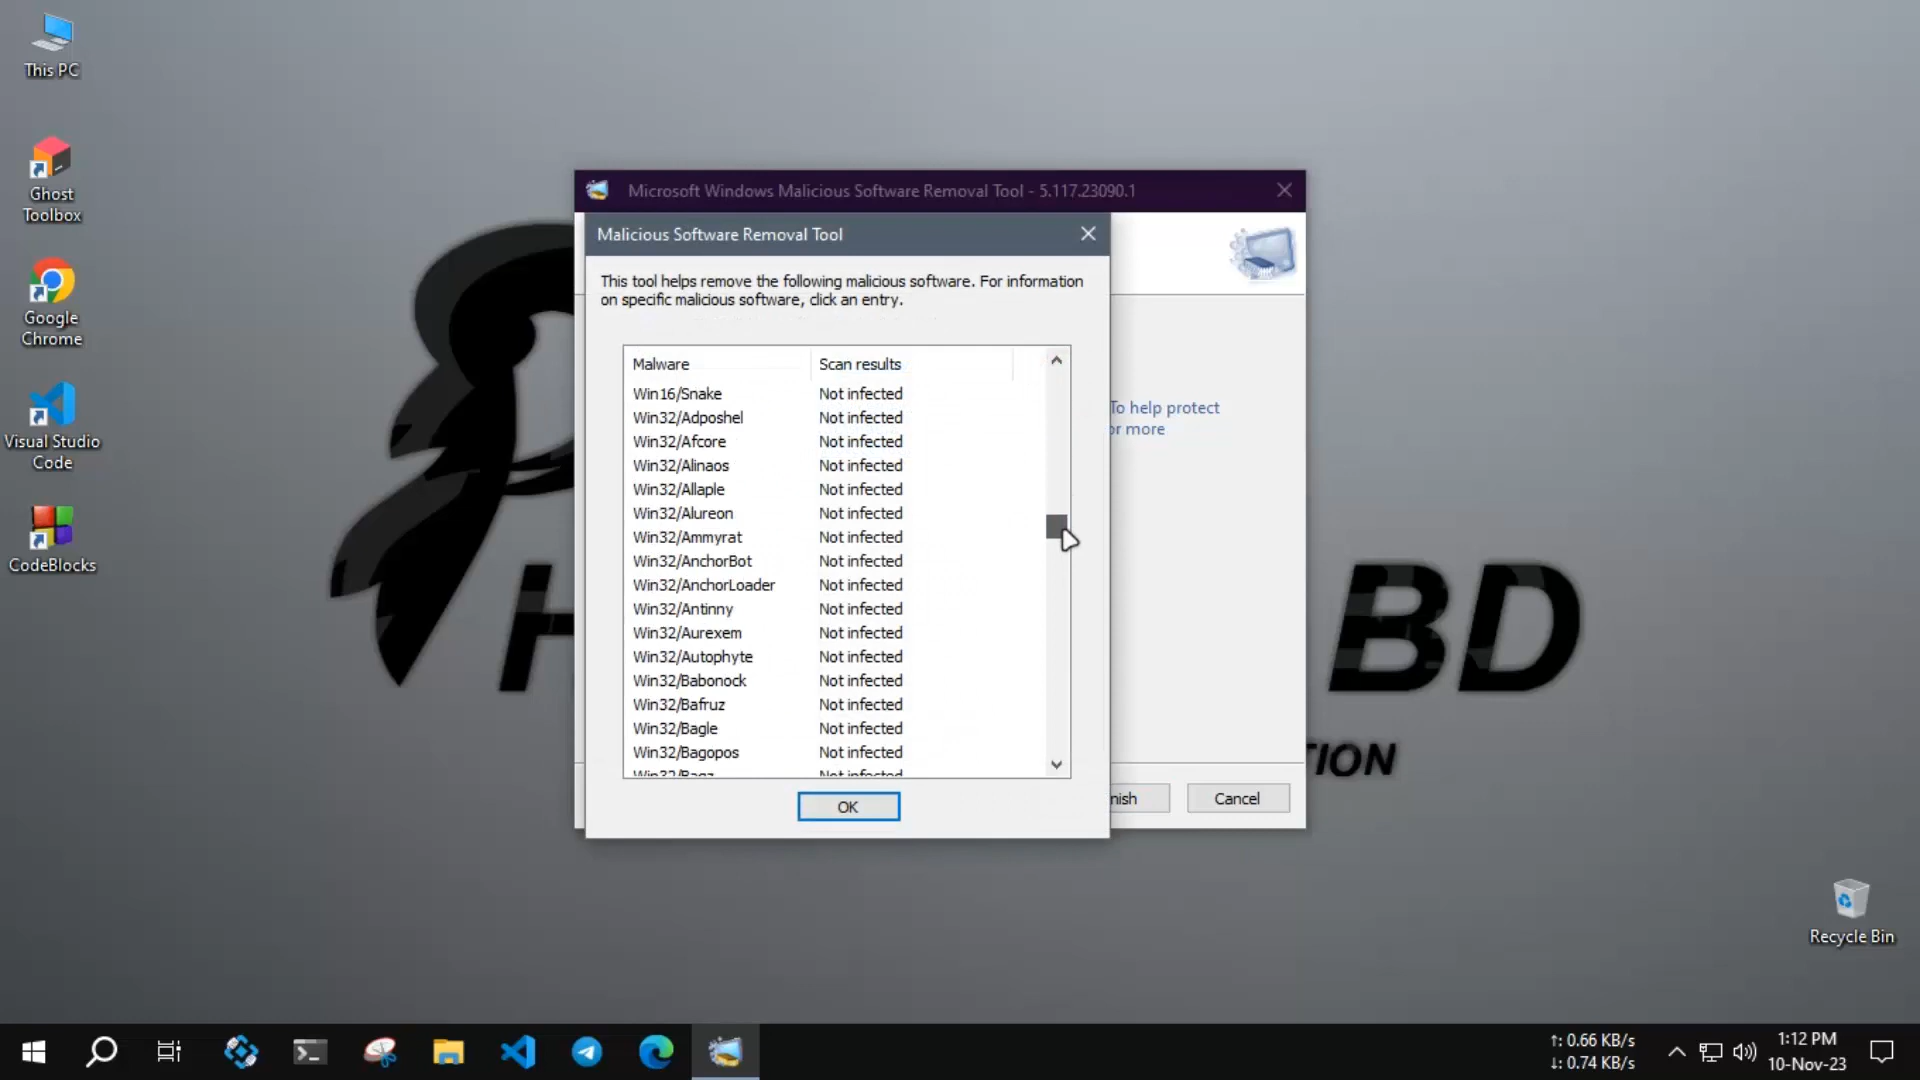 This PC
Ghost
Toolbox
Google
Chrome
Visual Studio
Code
CodeBlocks
Microsoft Windows Malicious Software Removal Tool - 5.117.23090.1
Malicious Software Removal Tool
This tool helps remove the following malicious software. For information
on specific malicious software, click an entry.
Malware Scan results
Win16/Snake Not infected
Win32/Adposhel Not infected
Win32/Afcore Not infected
Win32/Alinaos Not infected
Win32/Allaple Not infected
Win32/Alureon Not infected
Win32/Ammyrat Not infected
Win32/AnchorBot Not infected
Win32/AnchorLoader Not infected
Win32/Antinny Not infected
Win32/Aurexem Not infected
Win32/Autophyte Not infected
Win32/Babonock Not infected
Win32/Bafruz Not infected
Win32/Bagle Not infected
Win32/Bagopos Not infected
Win32/Bagz Not infected
OK
To help protect
or more
nish
Cancel
H
BD
TION
Recycle Bin
↑: 0.66 KB/s
↓: 0.74 KB/s
1:12 PM
10-Nov-23